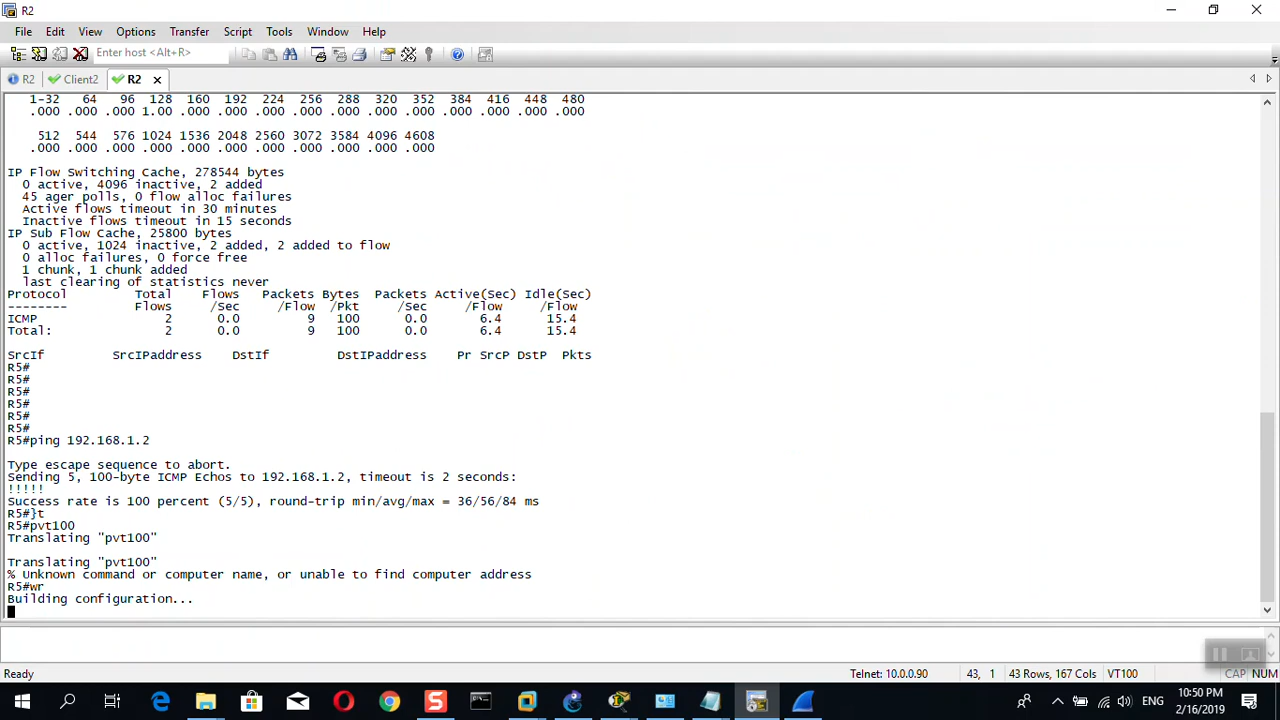 R2
File Edit View Options Transfer Script Tools Window Help
Enter host <Alt+R>
R2 Client2 R2
1-32 64 96 128 160 192 224 256 288 320 352 384 416 448 480
.000 .000 .000 1.00 .000 .000 .000 .000 .000 .000 .000 .000 .000 .000 .000
512 544 576 1024 1536 2048 2560 3072 3584 4096 4608
.000 .000 .000 .000 .000 .000 .000 .000 .000 .000 .000
IP Flow Switching Cache, 278544 bytes
0 active, 4096 inactive, 2 added
45 ager polls, 0 flow alloc failures
Active flows timeout in 30 minutes
Inactive flows timeout in 15 seconds
IP Sub Flow Cache, 25800 bytes
0 active, 1024 inactive, 2 added, 2 added to flow
0 alloc failures, 0 force free
1 chunk, 1 chunk added
last clearing of statistics never
Protocol Total Flows Packets Bytes Packets Active(Sec) Idle(Sec)
-------- Flows /Sec /Flow /Pkt /Sec /Flow /Flow
ICMP 2 0.0 9 100 0.0 6.4 15.4
Total: 2 0.0 9 100 0.0 6.4 15.4
SrcIf SrcIPaddress DstIf DstIPaddress Pr SrcP DstP Pkts
R5#
R5#
R5#
R5#
R5#
R5#
R5#ping 192.168.1.2
Type escape sequence to abort.
Sending 5, 100-byte ICMP Echos to 192.168.1.2, timeout is 2 seconds:
!!!!!
Success rate is 100 percent (5/5), round-trip min/avg/max = 36/56/84 ms
R5#}t
R5#pvt100
Translating "pvt100"
Translating "pvt100"
% Unknown command or computer name, or unable to find computer address
R5#wr
Building configuration...
Ready Telnet: 10.0.0.90 43, 1 43 Rows, 167 Cols VT100 CAP NUM
ENG 10:50 PM
2/16/2019